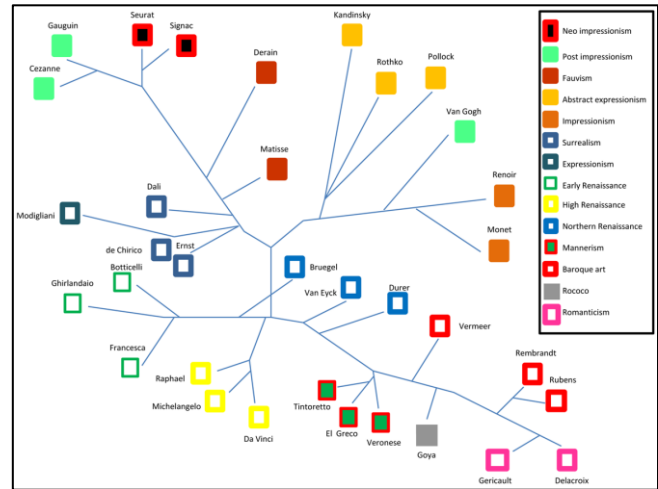 Gauguin
Seurat
Signac
Cezanne
Derain
Kandinsky
Rothko
Pollock
Van Gogh
Matisse
Renoir
Monet
Dali
Modigliani
de Chirico
Ernst
Bruegel
Van Eyck
Durer
Botticelli
Ghirlandaio
Francesca
Vermeer
Raphael
Michelangelo
Da Vinci
Tintoretto
El Greco
Veronese
Goya
Rembrandt
Rubens
Gericault
Delacroix
Neo impressionism
Post impressionism
Fauvism
Abstract expressionism
Impressionism
Surrealism
Expressionism
Early Renaissance
High Renaissance
Northern Renaissance
Mannerism
Baroque art
Rococo
Romanticism